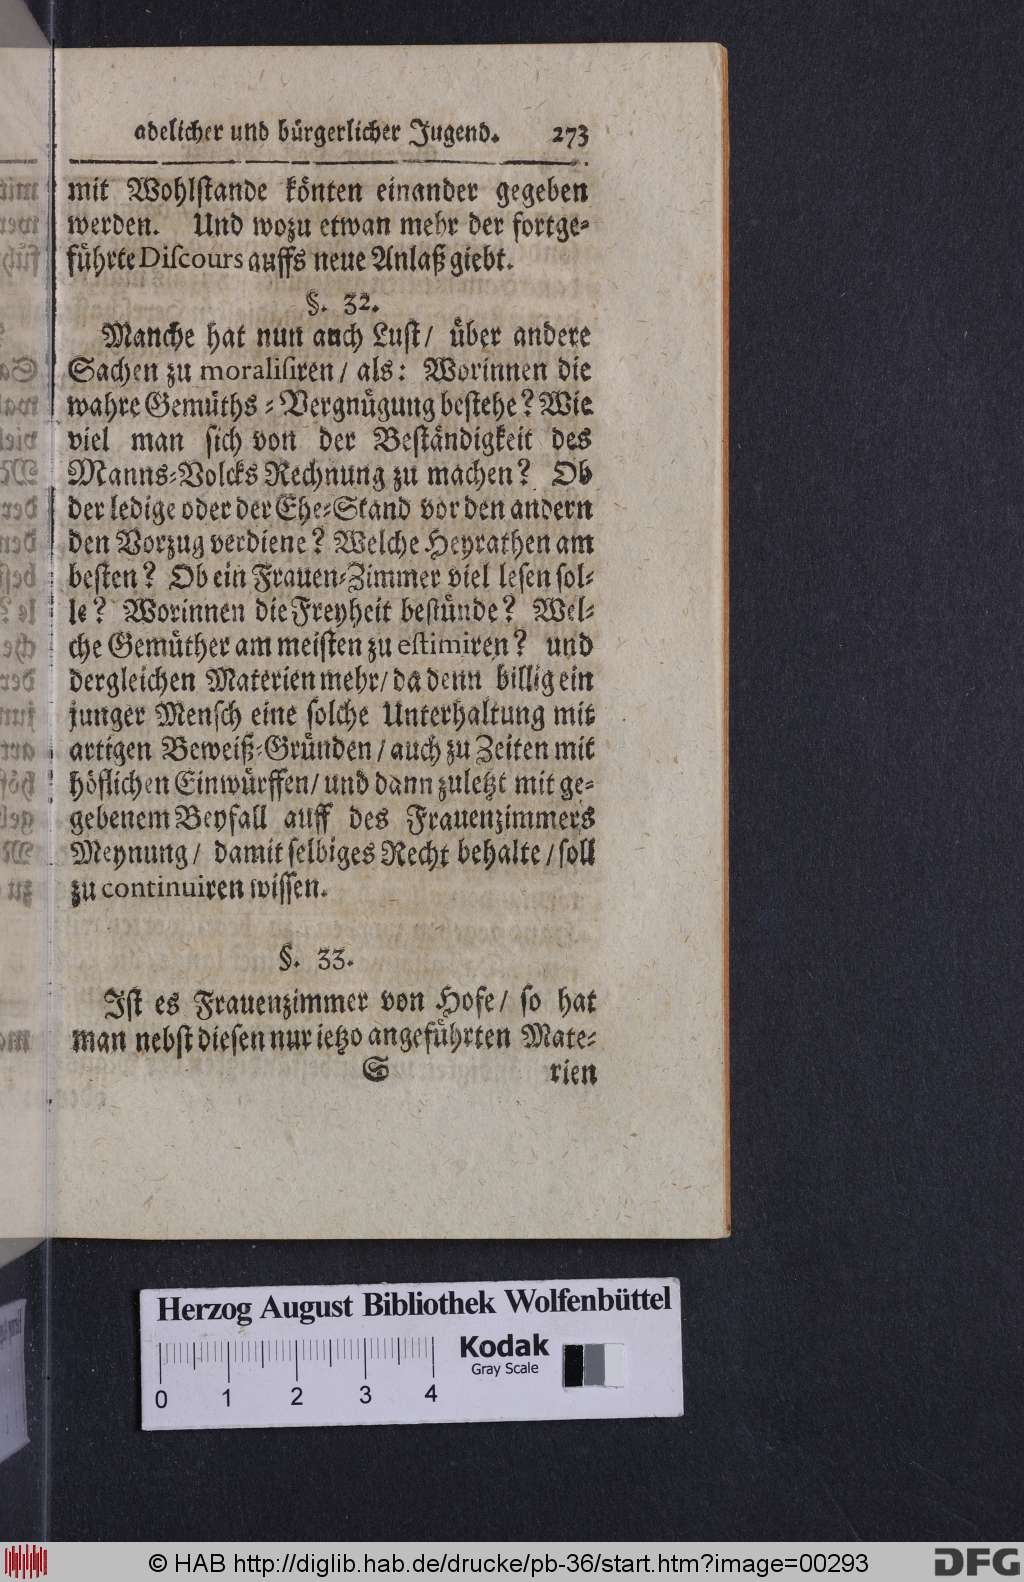 adelicher und bürgerlicher Jugend. 273
mit Wohlstande könten einander gegeben
werden. Und wozu etwan mehr der fortge-
führte Discours auffs neue Anlaß giebt.
§. 32.
Manche hat nun auch Lust / über andere
Sachen zu moralisiren / als: Worinnen die
wahre Gemüths-Vergnügung bestehe? Wie
viel man sich von der Beständigkeit des
Manns-Volcks Rechnung zu machen? Ob
der ledige oder der Ehe-Stand vor den andern
den Vorzug verdiene? Welche Heyrathen am
besten? Ob ein Frauen-Zimmer viel lesen sol-
le? Worinnen die Freyheit bestünde? Wel-
che Gemüther am meisten zu estimiren? und
dergleichen Materien mehr / da denn billig ein
junger Mensch eine solche Unterhaltung mit
artigen Beweiß-Gründen / auch zu Zeiten mit
höflichen Einwürffen / und dann zuletzt mit ge-
gebenem Beyfall auff des Frauenzimmers
Meynung / damit selbiges Recht behalte / soll
zu continuiren wissen.
§. 33.
Ist es Frauenzimmer von Hofe / so hat
man nebst diesen nur ietzo angeführten Mate-
S rien
Herzog August Bibliothek Wolfenbüttel
Kodak
Gray Scale
0 1 2 3 4
© HAB http://diglib.hab.de/drucke/pb-36/start.htm?image=00293
DFG